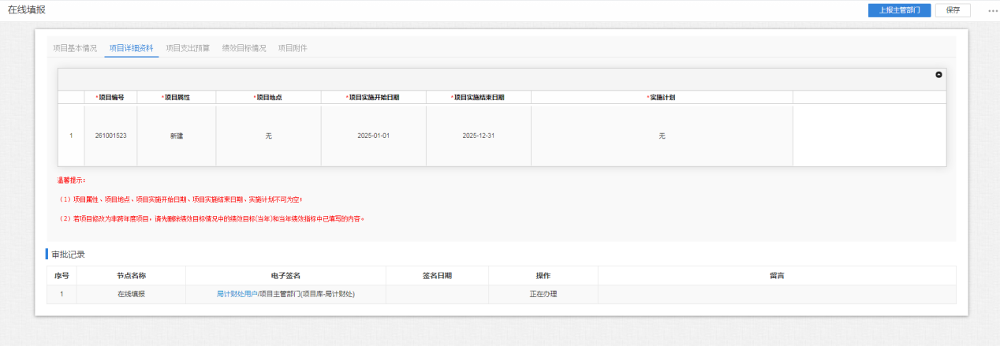 在线填报
上报主管部门 保存
项目基本情况 项目详细资料 项目支出预算 绩效目标情况 项目附件
*项目编号 *项目属性 *项目地点 *项目实施开始日期 *项目实施结束日期 *实施计划
1 261001523 新建 无 2025-01-01 2025-12-31 无
温馨提示：
（1）项目属性、项目地点、项目实施开始日期、项目实施结束日期、实施计划不可为空；
（2）若项目修改为非跨年度项目，请先删除绩效目标情况中的绩效目标(当年)和当年绩效指标中已填写的内容。
审批记录
序号 节点名称 电子签名 签名日期 操作 留言
1 在线填报 局计财处用户/项目主管部门(项目库-局计财处) 正在办理